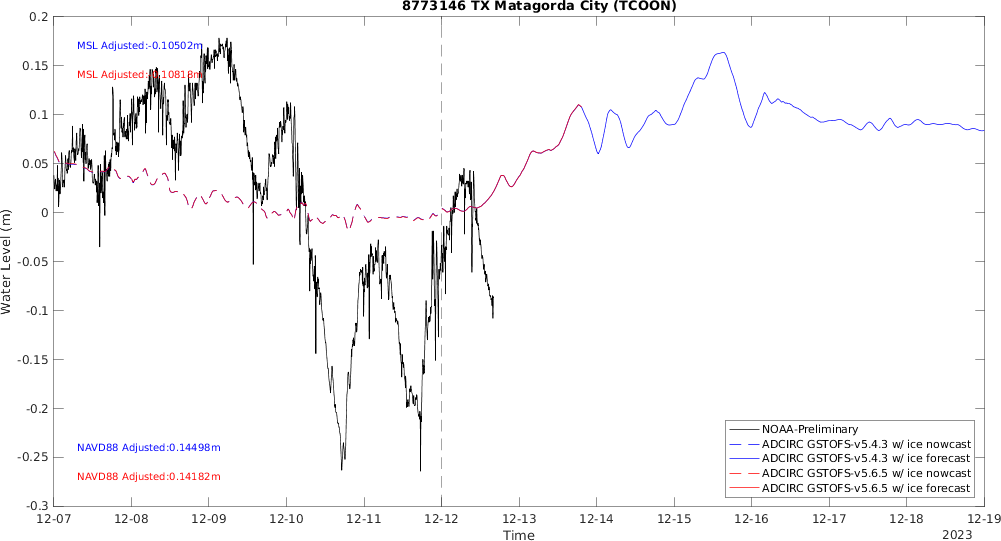 8773146 TX Matagorda City (TCOON)
0.2
0.15
0.1
0.05
0
-0.05
-0.1
-0.15
-0.2
-0.25
-0.3
Water Level (m)
MSL Adjusted:-0.10502m
MSL Adjusted:-0.10818m
NAVD88 Adjusted:0.14498m
NAVD88 Adjusted:0.14182m
NOAA-Preliminary
ADCIRC GSTOFS-v5.4.3 w/ ice nowcast
ADCIRC GSTOFS-v5.4.3 w/ ice forecast
ADCIRC GSTOFS-v5.6.5 w/ ice nowcast
ADCIRC GSTOFS-v5.6.5 w/ ice forecast
12-07 12-08 12-09 12-10 12-11 12-12 12-13 12-14 12-15 12-16 12-17 12-18 12-19
Time
2023